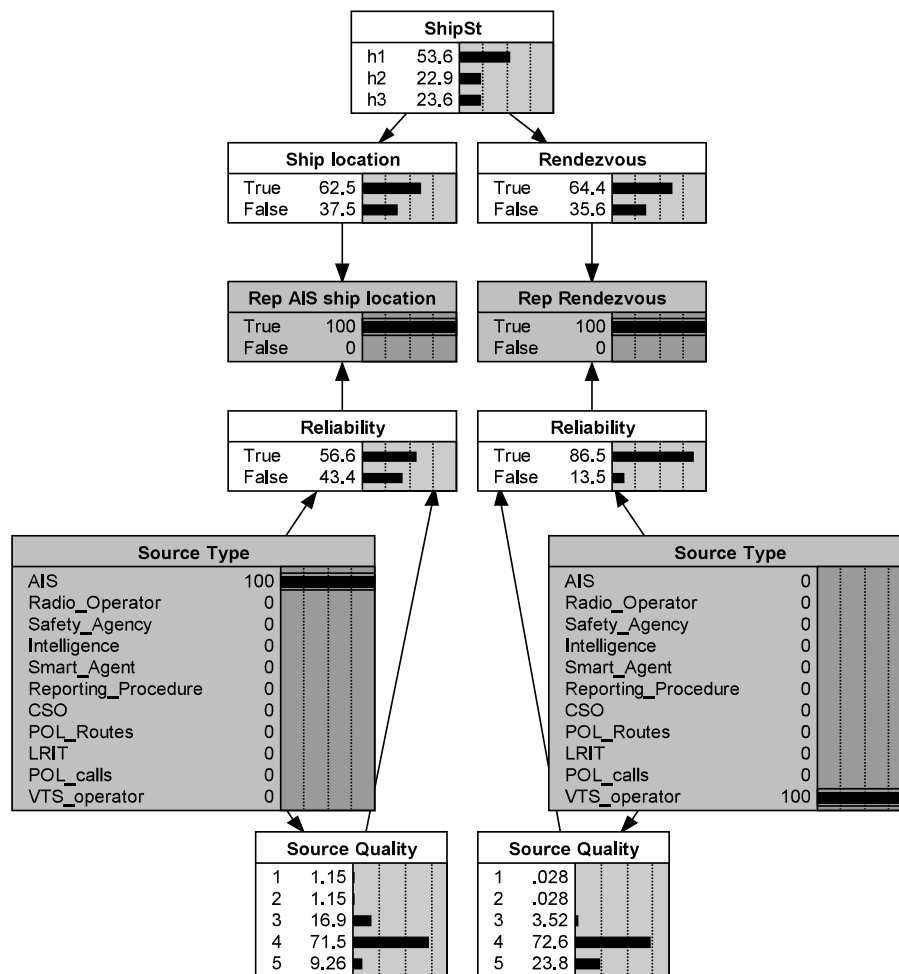 ShipSt
h1 53.6
h2 22.9
h3 23.6
Ship location
True 62.5
False 37.5
Rendezvous
True 64.4
False 35.6
Rep AIS ship location
True 100
False 0
Rep Rendezvous
True 100
False 0
Reliability
True 56.6
False 43.4
Reliability
True 86.5
False 13.5
Source Type
AIS 100
Radio_Operator 0
Safety_Agency 0
Intelligence 0
Smart_Agent 0
Reporting_Procedure 0
CSO 0
POL_Routes 0
LRIT 0
POL_calls 0
VTS_operator 0
Source Type
AIS 0
Radio_Operator 0
Safety_Agency 0
Intelligence 0
Smart_Agent 0
Reporting_Procedure 0
CSO 0
POL_Routes 0
LRIT 0
POL_calls 0
VTS_operator 100
Source Quality
1 1.15
2 1.15
3 16.9
4 71.5
5 9.26
Source Quality
1 .028
2 .028
3 3.52
4 72.6
5 23.8